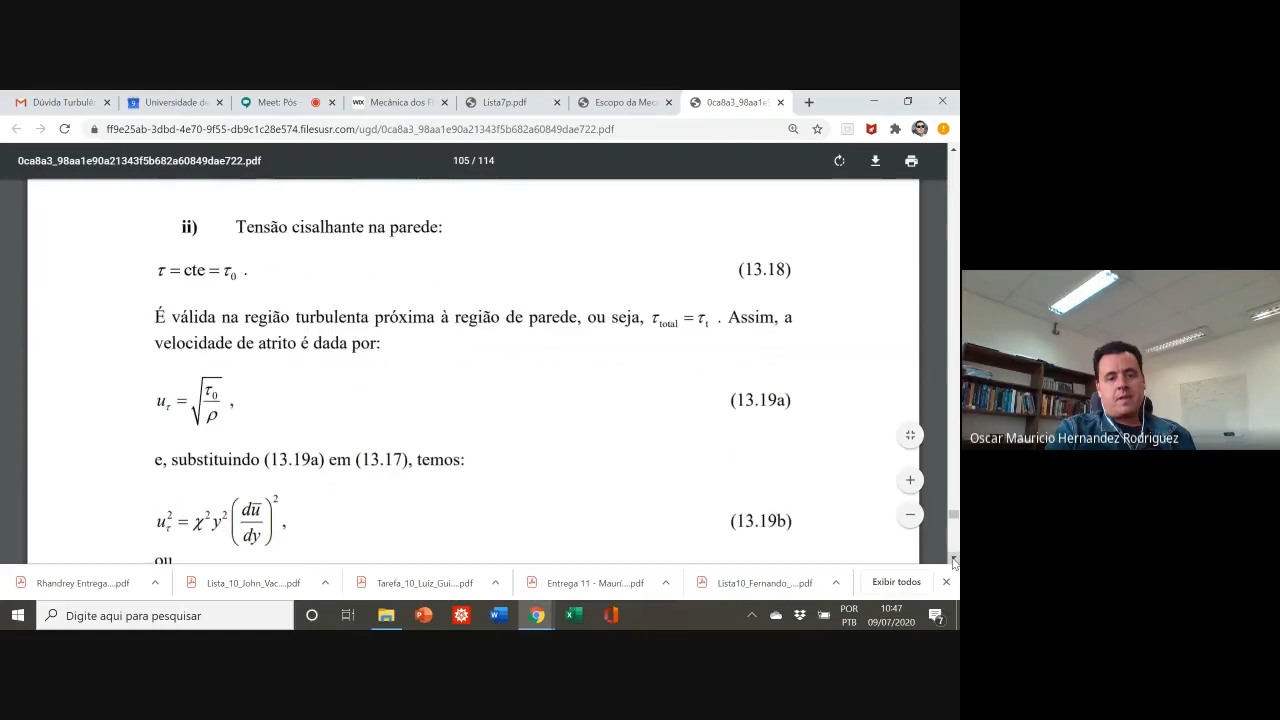 Dúvida Turbulê
Universidade de
Meet: Pós -
WIX Mecânica dos F
Lista7p.pdf
Escopo da Mec
0ca8a3_98aa1e
ff9e25ab-3dbd-4e70-9f55-db9c1c28e574.filesusr.com/ugd/0ca8a3_98aa1e90a21343f5b682a60849dae722.pdf
0ca8a3_98aa1e90a21343f5b682a60849dae722.pdf
105 / 114
ii) Tensão cisalhante na parede:
τ = cte = τ₀ . (13.18)
É válida na região turbulenta próxima à região de parede, ou seja, τ_total = τ_t . Assim, a
velocidade de atrito é dada por:
u_τ = √(τ₀/ρ) , (13.19a)
e, substituindo (13.19a) em (13.17), temos:
u_τ² = χ² y² (dū/dy)² , (13.19b)
ou
Oscar Mauricio Hernandez Rodriguez
Rhandrey Entrega....pdf
Lista_10_John_Vac....pdf
Tarefa_10_Luiz_Gui....pdf
Entrega 11 - Maurí....pdf
Lista10_Fernando_....pdf
Exibir todos
Digite aqui para pesquisar
POR
PTB
10:47
09/07/2020
7